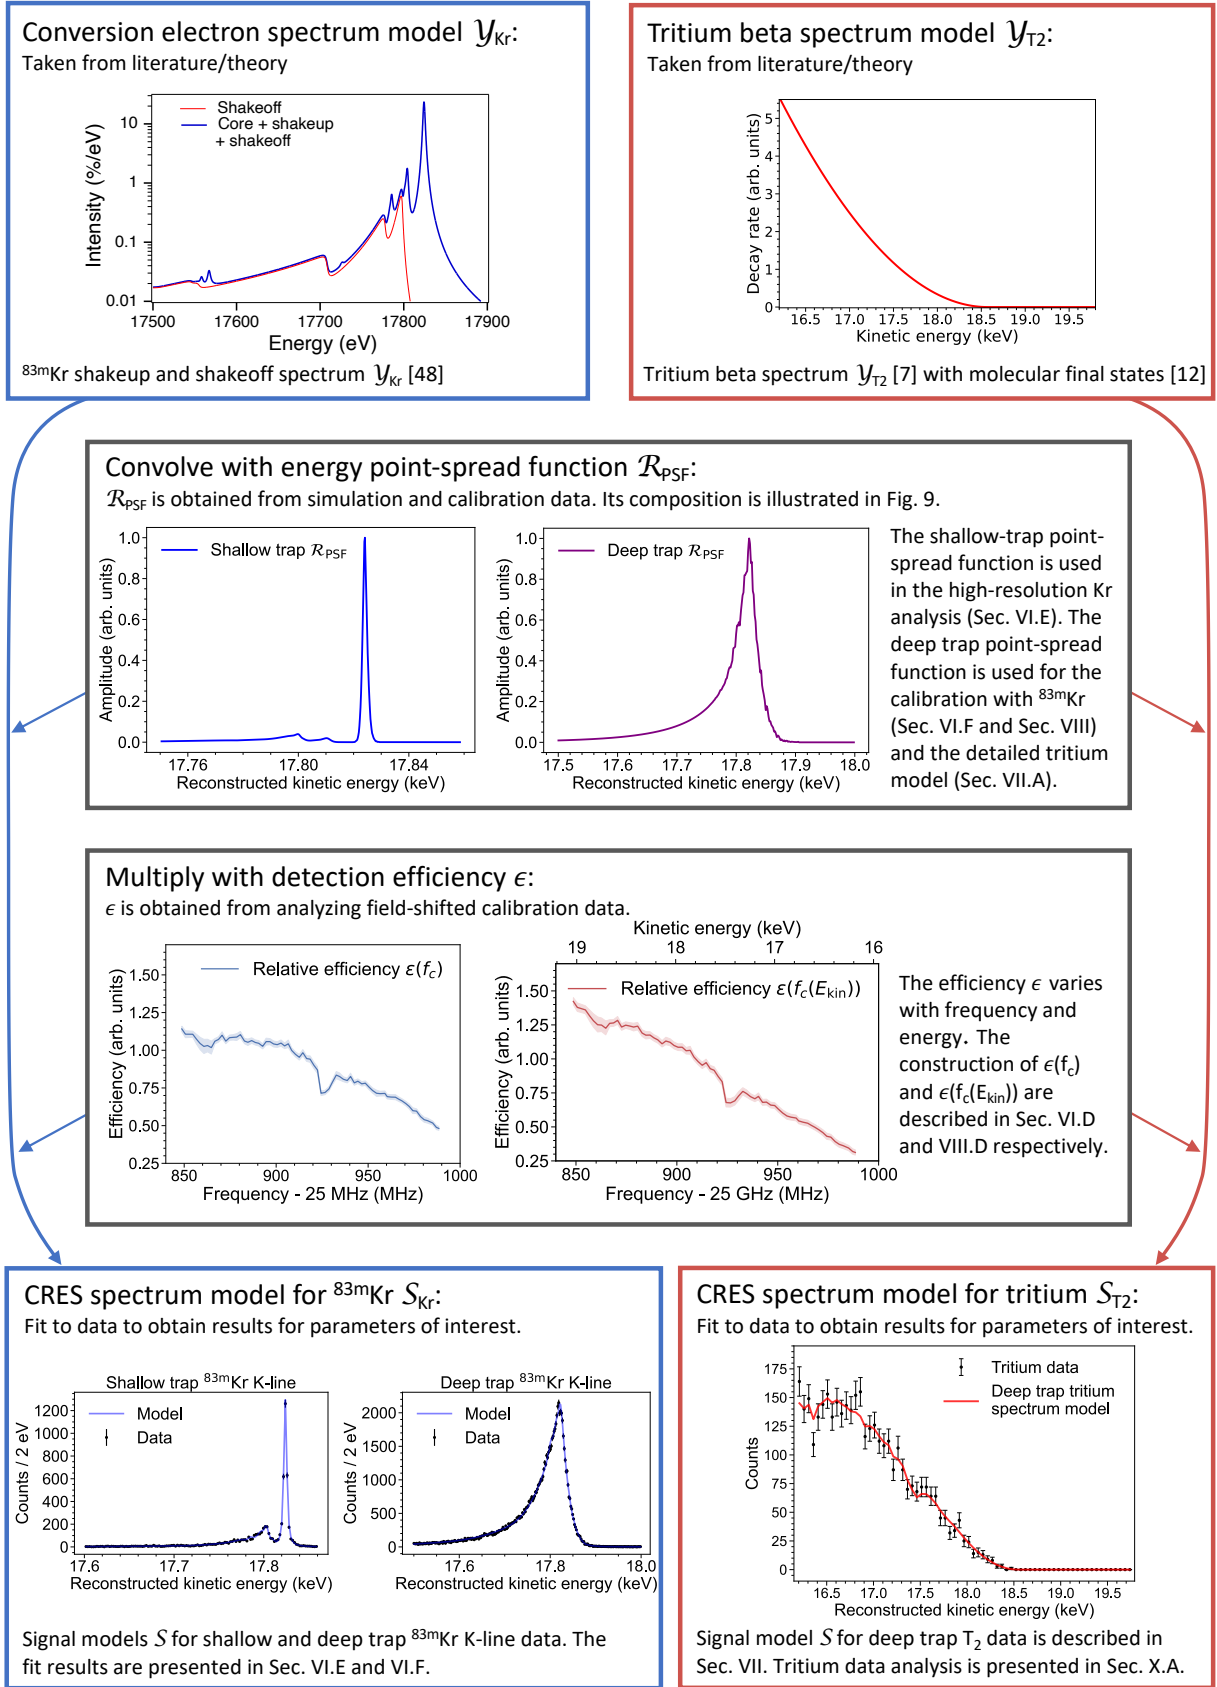 Conversion electron spectrum model 𝒴Kr:
Taken from literature/theory
Shakeoff
Core + shakeup
+ shakeoff
Intensity (%/eV)
10
1
0.1
0.01
17500 17600 17700 17800 17900
Energy (eV)
⁸³ᵐKr shakeup and shakeoff spectrum 𝒴Kr [48]
Tritium beta spectrum model 𝒴T2:
Taken from literature/theory
Decay rate (arb. units)
5
4
3
2
1
0
16.5 17.0 17.5 18.0 18.5 19.0 19.5
Kinetic energy (keV)
Tritium beta spectrum 𝒴T2 [7] with molecular final states [12]
Convolve with energy point-spread function ℛPSF:
ℛPSF is obtained from simulation and calibration data. Its composition is illustrated in Fig. 9.
Shallow trap ℛPSF
Amplitude (arb. units)
1.0
0.8
0.6
0.4
0.2
0.0
17.76 17.80 17.84
Reconstructed kinetic energy (keV)
Deep trap ℛPSF
Amplitude (arb. units)
1.0
0.8
0.6
0.4
0.2
0.0
17.5 17.6 17.7 17.8 17.9 18.0
Reconstructed kinetic energy (keV)
The shallow-trap point-
spread function is used
in the high-resolution Kr
analysis (Sec. VI.E). The
deep trap point-spread
function is used for the
calibration with ⁸³ᵐKr
(Sec. VI.F and Sec. VIII)
and the detailed tritium
model (Sec. VII.A).
Multiply with detection efficiency ϵ:
ϵ is obtained from analyzing field-shifted calibration data.
Relative efficiency ε(f_c)
Efficiency (arb. units)
1.50
1.25
1.00
0.75
0.50
0.25
850 900 950 1000
Frequency - 25 MHz (MHz)
Kinetic energy (keV)
19 18 17 16
Relative efficiency ε(f_c(E_kin))
Efficiency (arb. units)
1.50
1.25
1.00
0.75
0.50
0.25
850 900 950 1000
Frequency - 25 GHz (MHz)
The efficiency ϵ varies
with frequency and
energy. The
construction of ϵ(f_c)
and ϵ(f_c(E_kin)) are
described in Sec. VI.D
and VIII.D respectively.
CRES spectrum model for ⁸³ᵐKr 𝒮Kr:
Fit to data to obtain results for parameters of interest.
Shallow trap ⁸³ᵐKr K-line
Model
Data
Counts / 2 eV
1200
1000
800
600
400
200
0
17.6 17.7 17.8
Reconstructed kinetic energy (keV)
Deep trap ⁸³ᵐKr K-line
Model
Data
Counts / 2 eV
2000
1500
1000
500
0
17.6 17.8 18.0
Reconstructed kinetic energy (keV)
Signal models 𝒮 for shallow and deep trap ⁸³ᵐKr K-line data. The
fit results are presented in Sec. VI.E and VI.F.
CRES spectrum model for tritium 𝒮T2:
Fit to data to obtain results for parameters of interest.
Tritium data
Deep trap tritium
spectrum model
Counts
175
150
125
100
75
50
25
0
16.5 17.0 17.5 18.0 18.5 19.0 19.5
Reconstructed kinetic energy (keV)
Signal model 𝒮 for deep trap T₂ data is described in
Sec. VII. Tritium data analysis is presented in Sec. X.A.